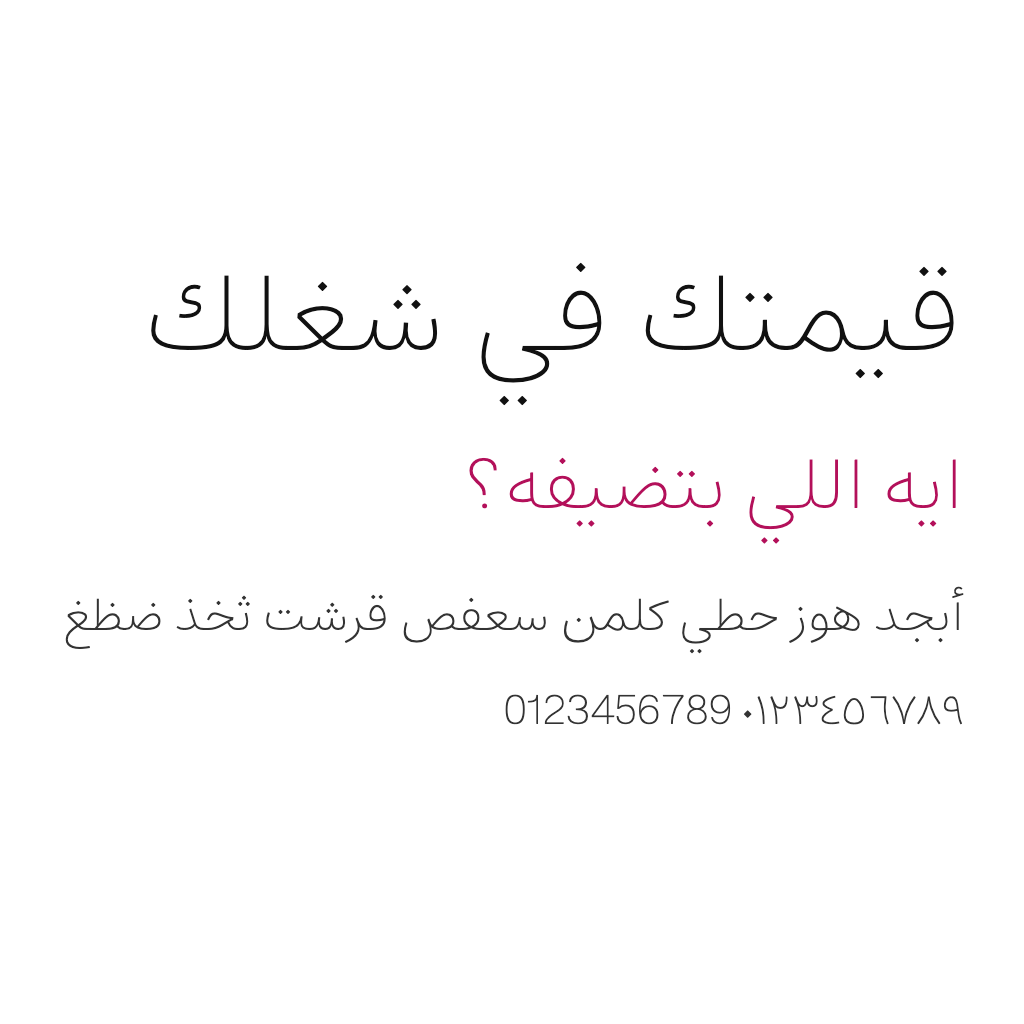 قيمتك في شغلك
ايه اللي بتضيفه؟
أبجد هوز حطي كلمن سعفص قرشت ثخذ ضظغ
0123456789 ٠١٢٣٤٥٦٧٨٩